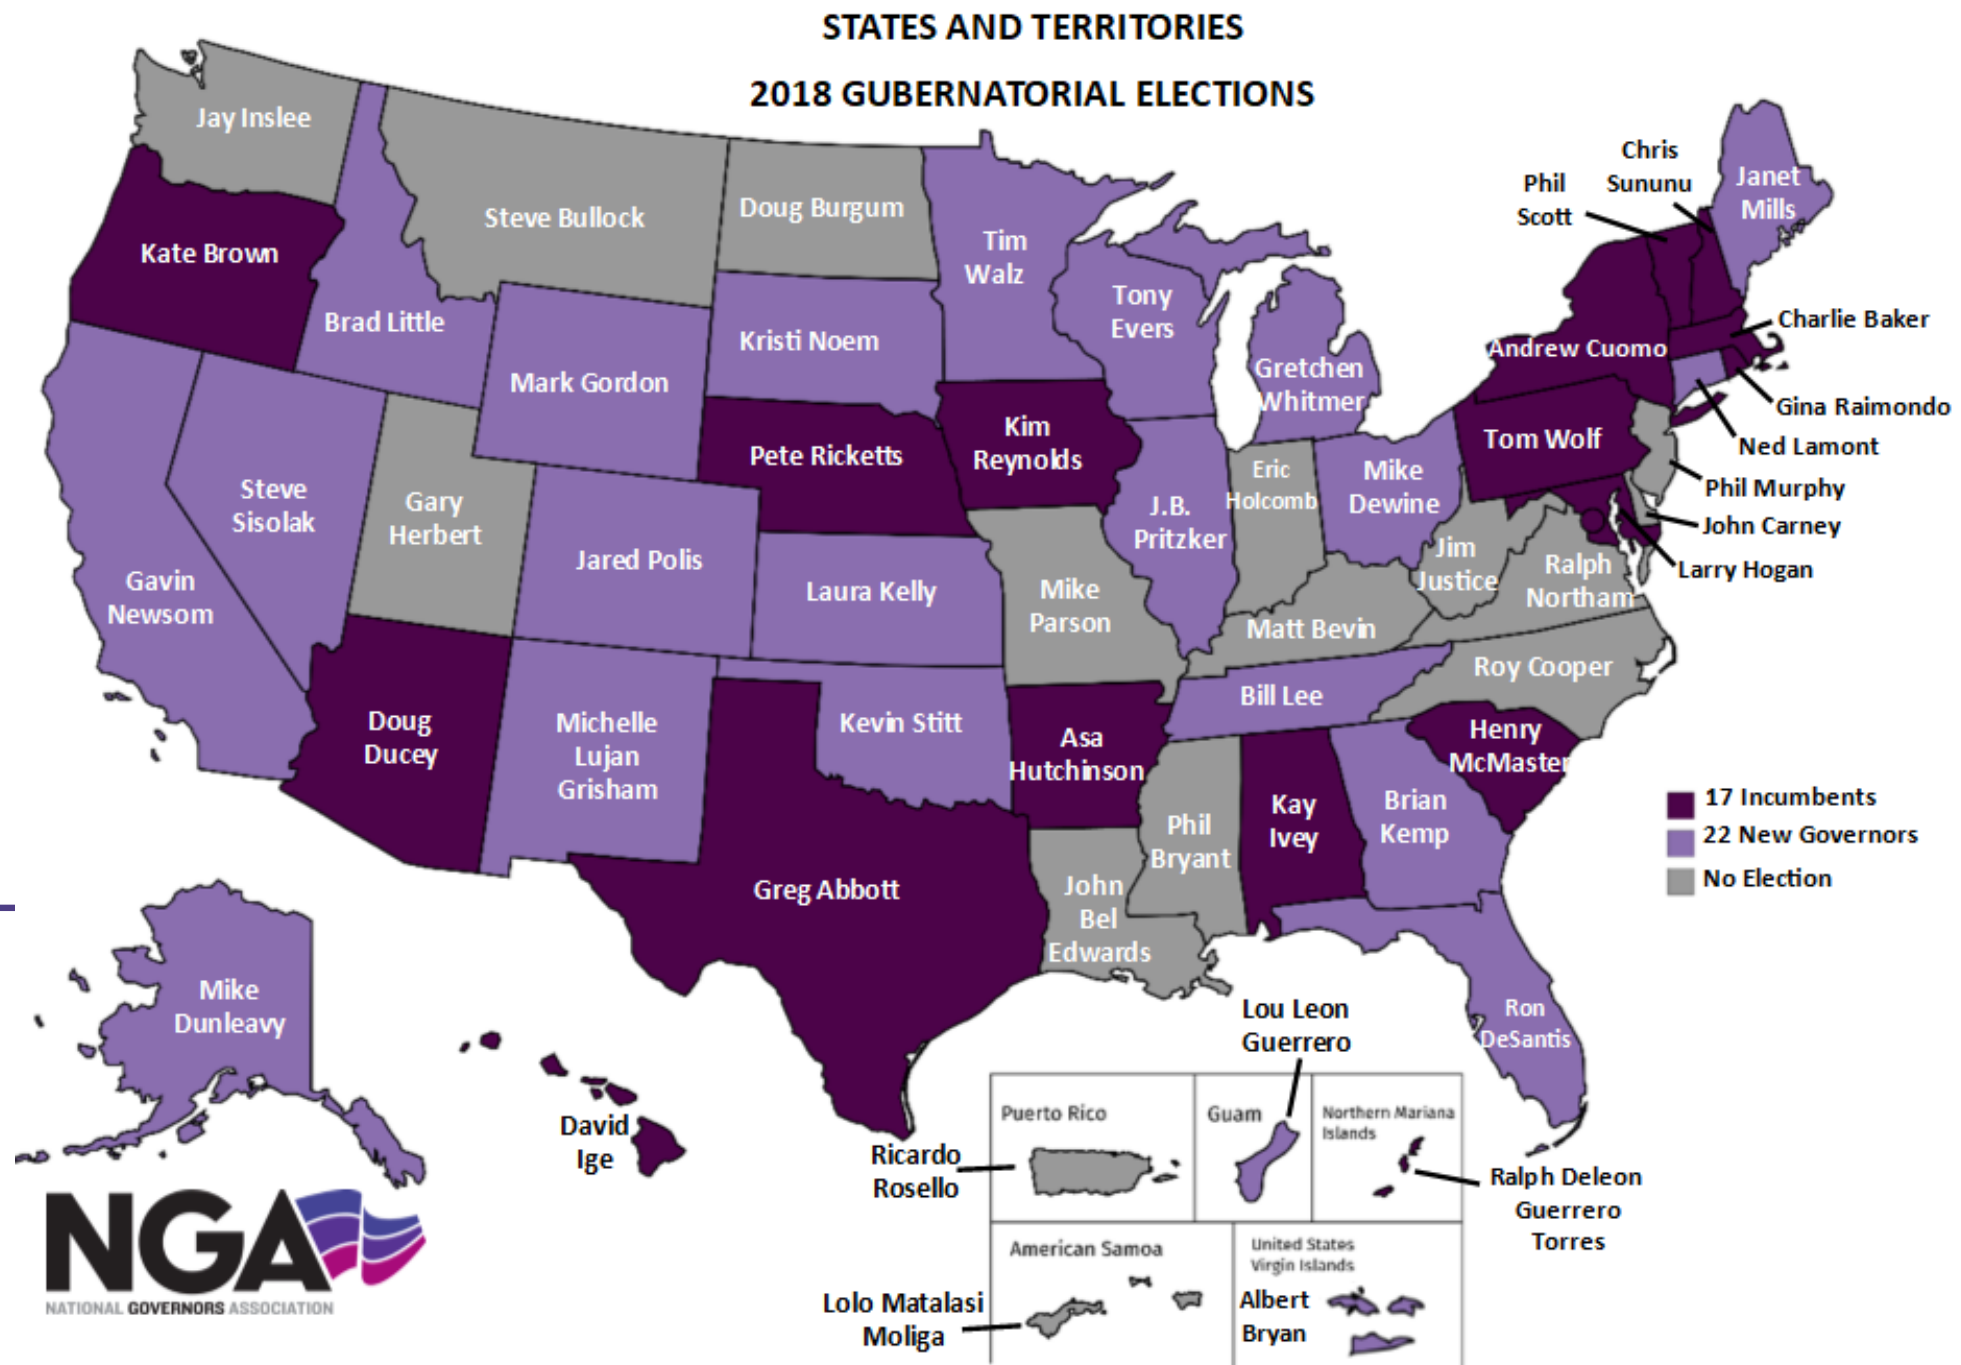 STATES AND TERRITORIES
2018 GUBERNATORIAL ELECTIONS
Jay Inslee
Kate Brown
Steve Bullock
Doug Burgum
Brad Little
Mark Gordon
Kristi Noem
Tim
Walz
Tony
Evers
Gretchen
Whitmer
Phil
Scott
Chris
Sununu
Janet
Mills
Andrew Cuomo
Charlie Baker
Gina Raimondo
Ned Lamont
Phil Murphy
John Carney
Larry Hogan
Tom Wolf
Gavin
Newsom
Steve
Sisolak
Gary
Herbert
Jared Polis
Pete Ricketts
Kim
Reynolds
Laura Kelly
Mike
Parson
J.B.
Pritzker
Eric
Holcomb
Mike
Dewine
Jim
Justice
Ralph
Northam
Matt Bevin
Roy Cooper
Bill Lee
Doug
Ducey
Michelle
Lujan
Grisham
Kevin Stitt
Asa
Hutchinson
Henry
McMaster
Greg Abbott
John
Bel
Edwards
Phil
Bryant
Kay
Ivey
Brian
Kemp
Ron
DeSantis
17 Incumbents
22 New Governors
No Election
Mike
Dunleavy
David
Ige
Lou Leon
Guerrero
Puerto Rico
Guam
Northern Mariana
Islands
Ricardo
Rosello
Ralph Deleon
Guerrero
Torres
American Samoa
United States
Virgin Islands
Lolo Matalasi
Moliga
Albert
Bryan
NGA
NATIONAL GOVERNORS ASSOCIATION